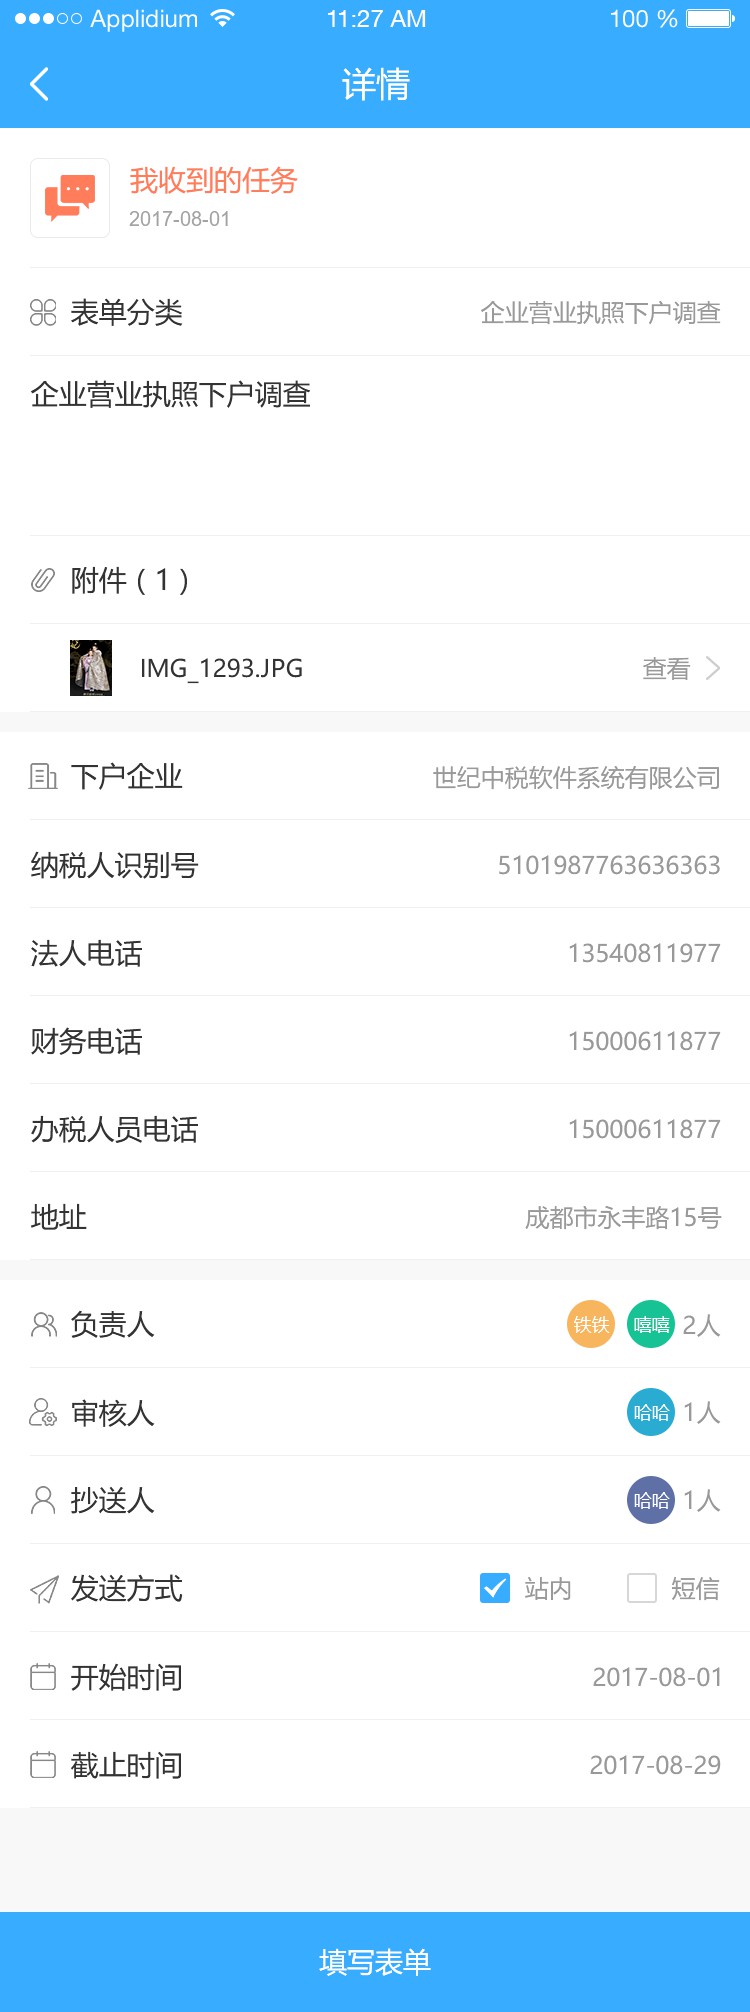 Applidium 11:27 AM 100 %
详情
我收到的任务
2017-08-01
表单分类 企业营业执照下户调查
企业营业执照下户调查
附件（1）
IMG_1293.JPG 查看
下户企业 世纪中税软件系统有限公司
纳税人识别号 5101987763636363
法人电话 13540811977
财务电话 15000611877
办税人员电话 15000611877
地址 成都市永丰路15号
负责人 铁铁 嘻嘻 2人
审核人 哈哈 1人
抄送人 哈哈 1人
发送方式 站内 短信
开始时间 2017-08-01
截止时间 2017-08-29
填写表单